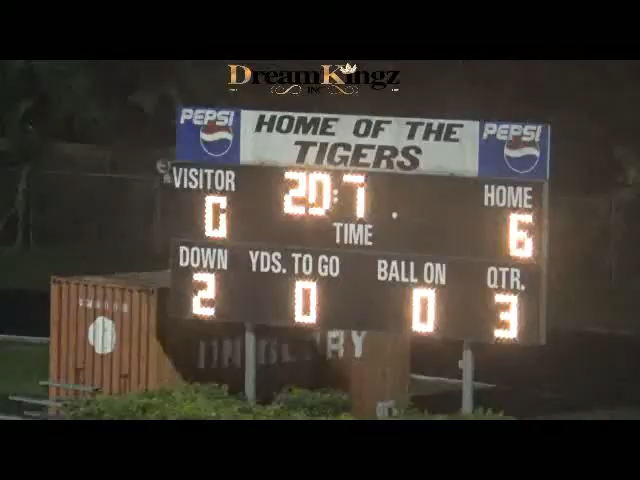 DreamKingz
INC
PEPSI HOME OF THE TIGERS PEPSI
VISITOR 20:7 HOME
TIME 6
DOWN YDS. TO GO BALL ON QTR.
2 0 0 3